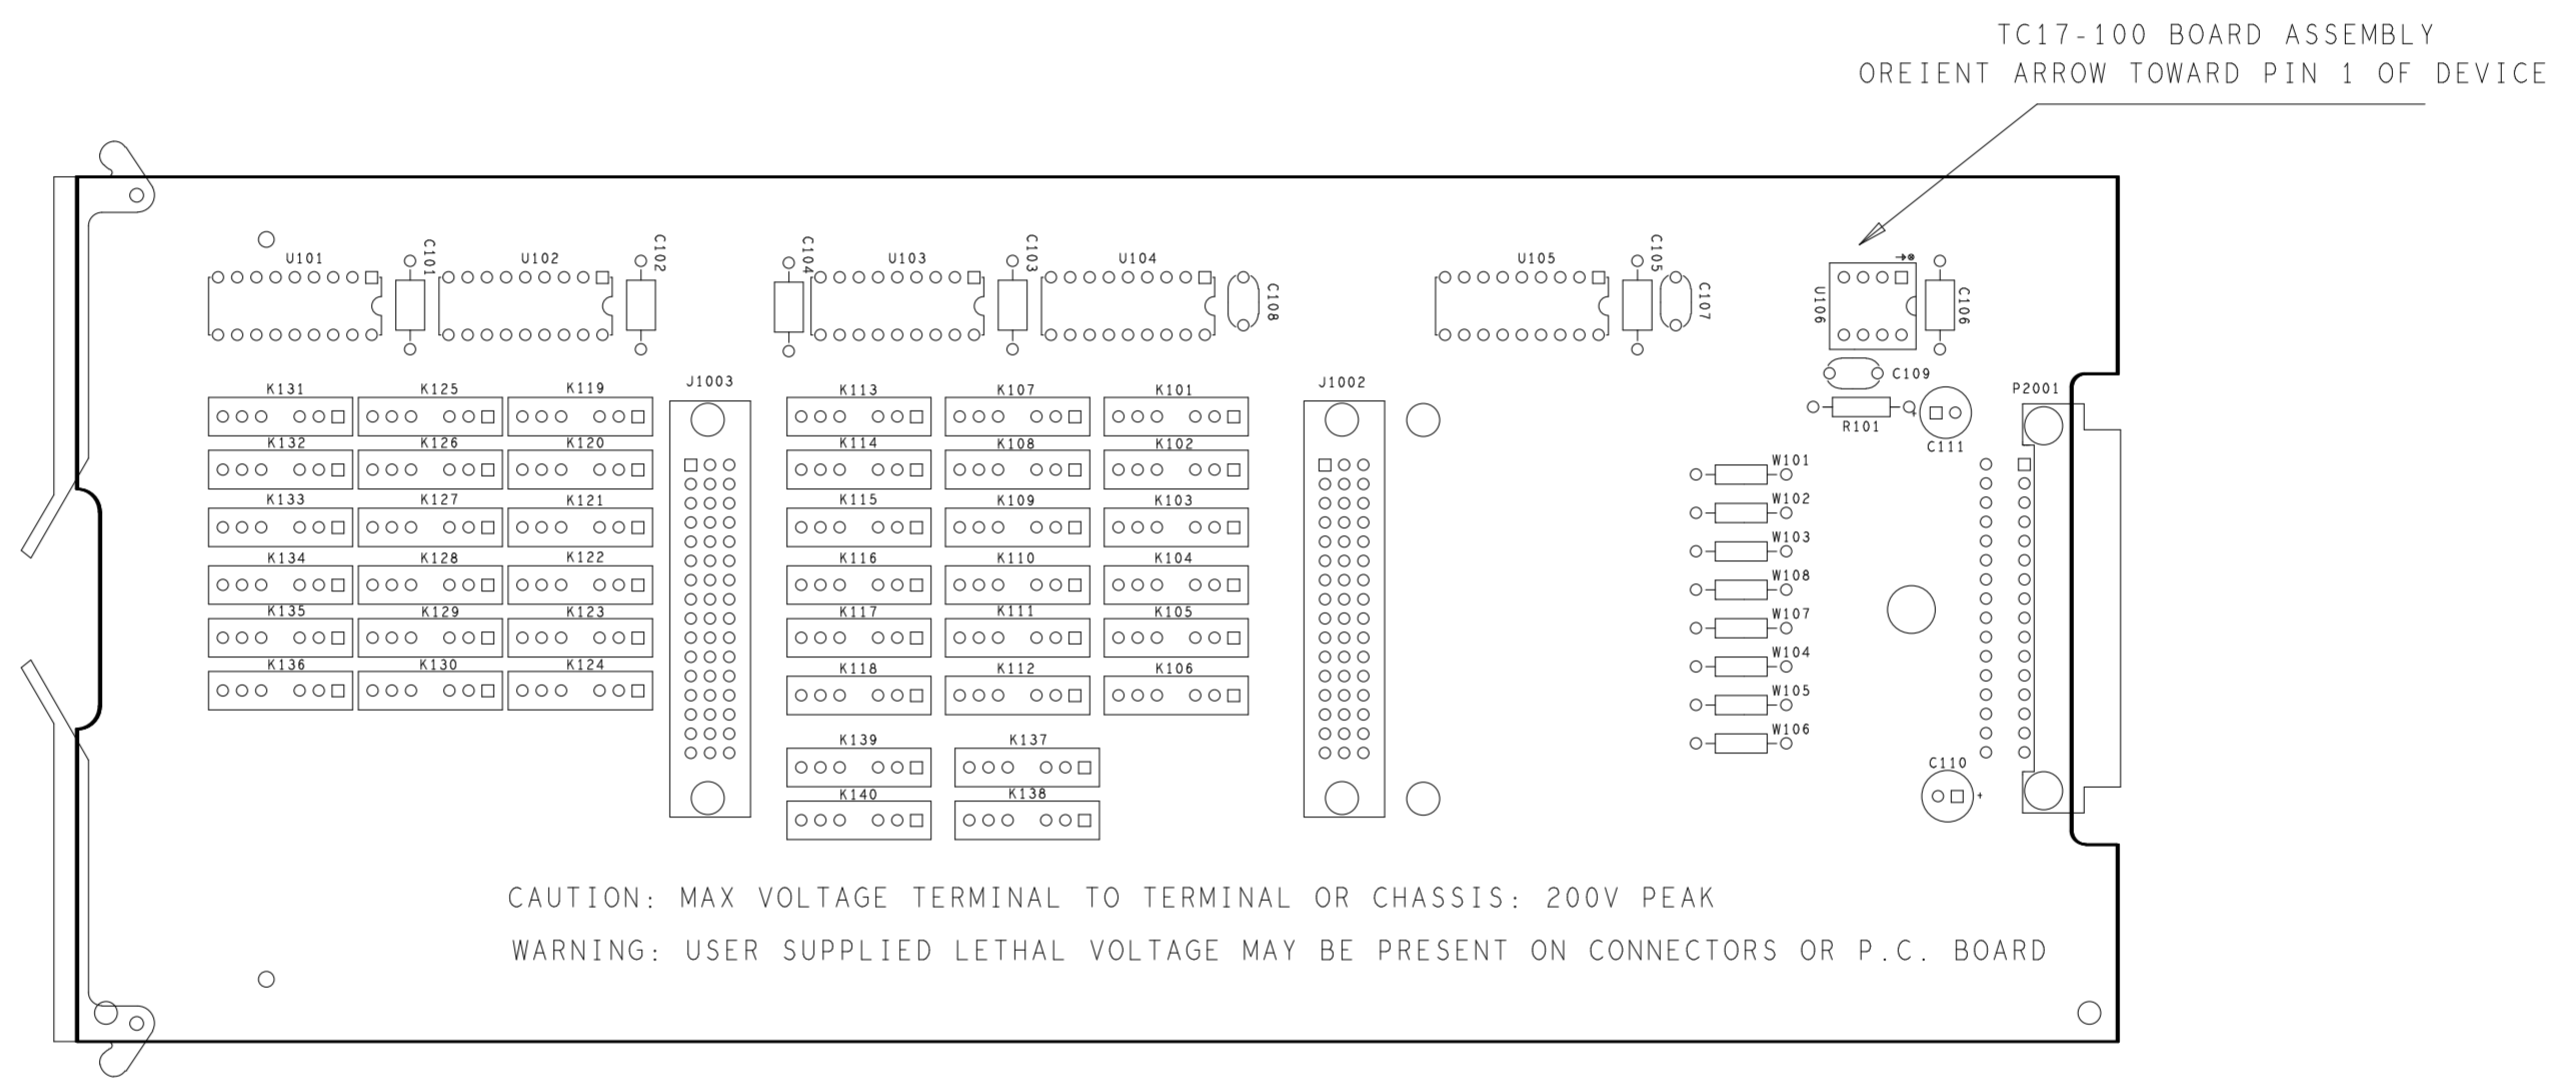 TC17-100 BOARD ASSEMBLY
OREIENT ARROW TOWARD PIN 1 OF DEVICE
U101 C101 U102 C102 C104 U103 C103 U104 C108 U105 C105 C107 U106 C106
C109
R101
C111
P2001
K131 K125 K119 J1003 K113 K107 K101 J1002
K132 K126 K120 K114 K108 K102
K133 K127 K121 K115 K109 K103
K134 K128 K122 K116 K110 K104
K135 K129 K123 K117 K111 K105
K136 K130 K124 K118 K112 K106
K139 K137
K140 K138
W101
W102
W103
W108
W107
W104
W105
W106
C110
+
+
CAUTION: MAX VOLTAGE TERMINAL TO TERMINAL OR CHASSIS: 200V PEAK
WARNING: USER SUPPLIED LETHAL VOLTAGE MAY BE PRESENT ON CONNECTORS OR P.C. BOARD